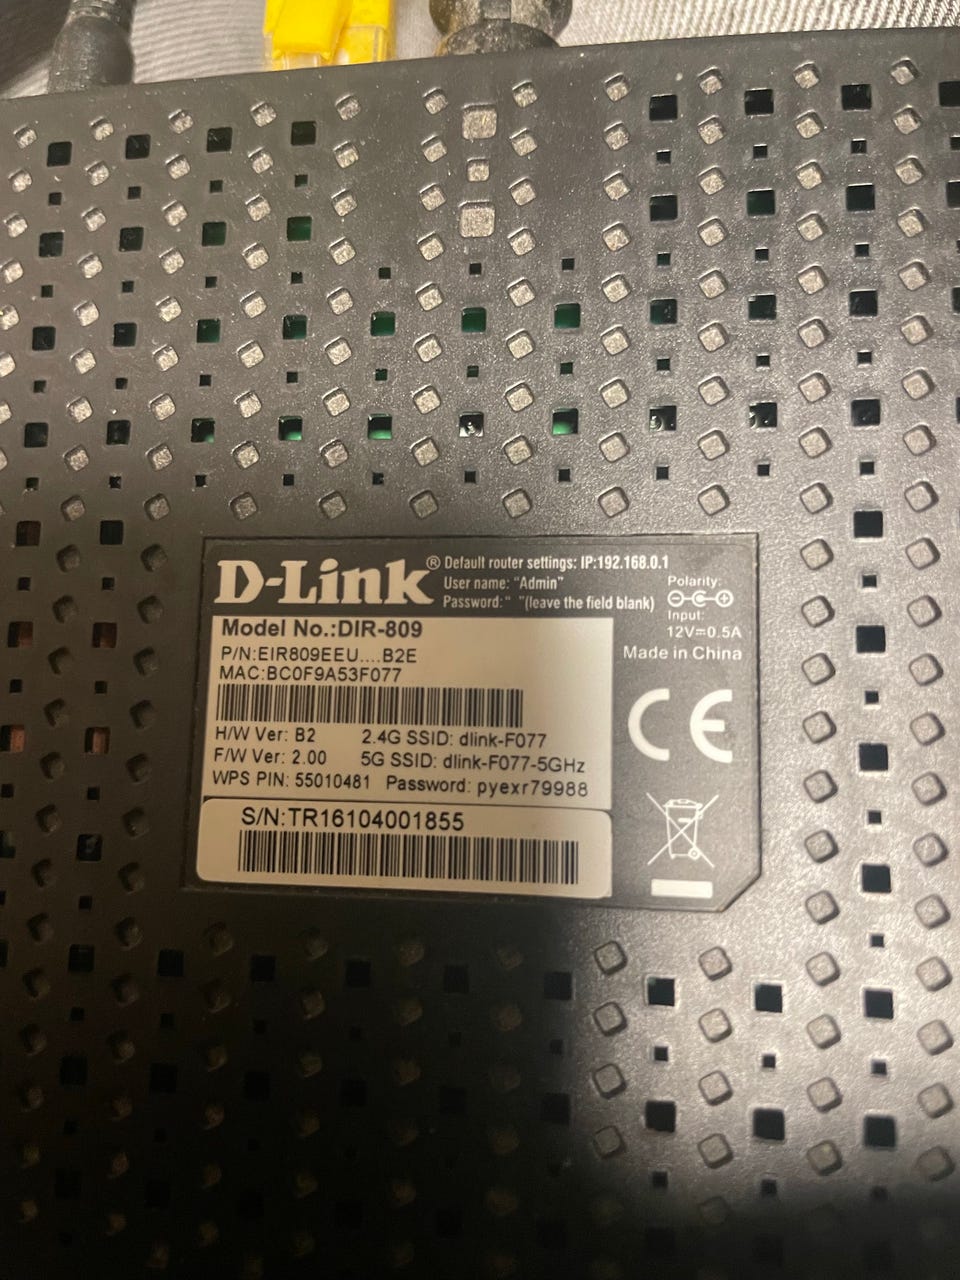 D-Link®
Default router settings: IP:192.168.0.1
User name: "Admin"
Password:" "(leave the field blank)
Polarity:
Input:
12V⎓0.5A
Made in China
Model No.:DIR-809
P/N:EIR809EEU....B2E
MAC:BC0F9A53F077
H/W Ver: B2 2.4G SSID: dlink-F077
F/W Ver: 2.00 5G SSID: dlink-F077-5GHz
WPS PIN: 55010481 Password: pyexr79988
S/N:TR16104001855
CE